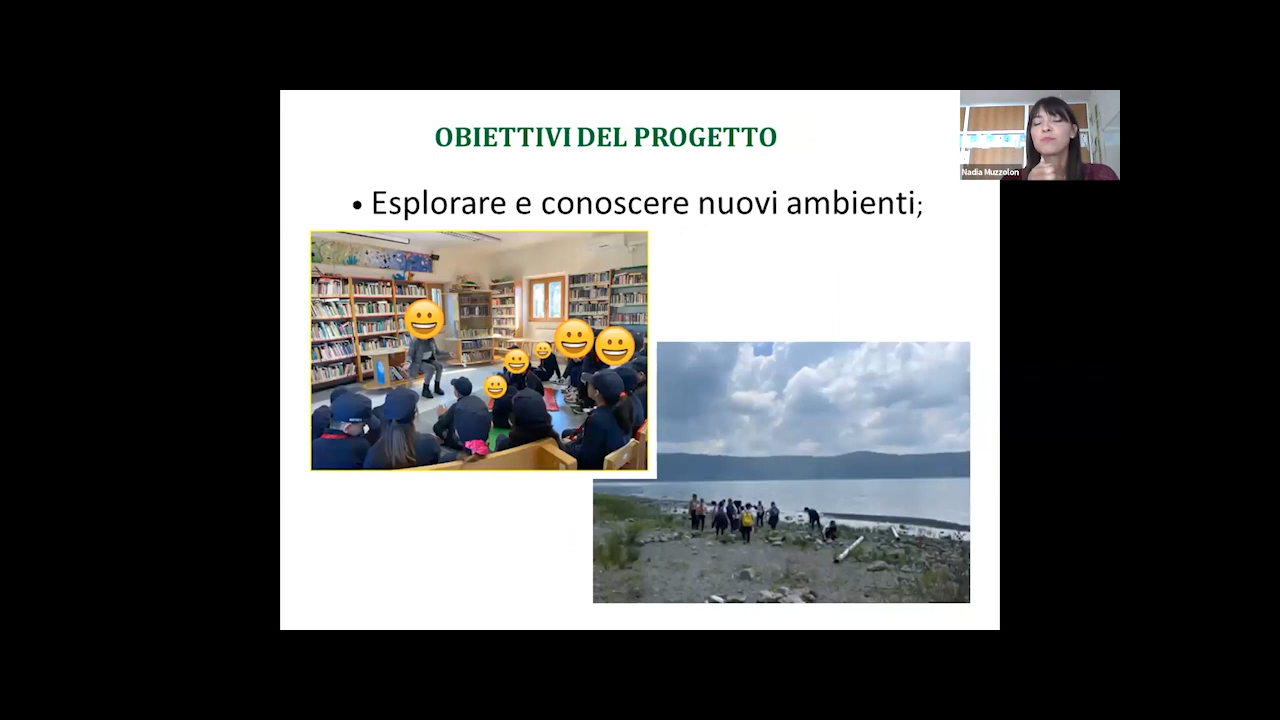 OBIETTIVI DEL PROGETTO
• Esplorare e conoscere nuovi ambienti;
Nadia Muzzolon